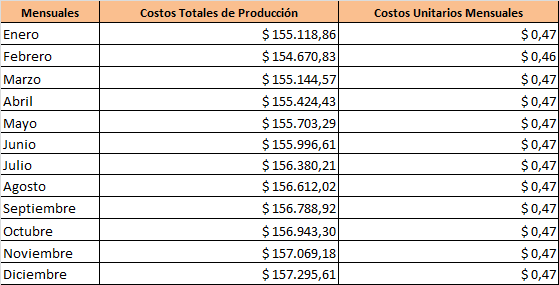 Mensuales Costos Totales de Producción Costos Unitarios Mensuales
Enero $ 155.118,86 $ 0,47
Febrero $ 154.670,83 $ 0,46
Marzo $ 155.144,57 $ 0,47
Abril $ 155.424,43 $ 0,47
Mayo $ 155.703,29 $ 0,47
Junio $ 155.996,61 $ 0,47
Julio $ 156.380,21 $ 0,47
Agosto $ 156.612,02 $ 0,47
Septiembre $ 156.788,92 $ 0,47
Octubre $ 156.943,30 $ 0,47
Noviembre $ 157.069,18 $ 0,47
Diciembre $ 157.295,61 $ 0,47